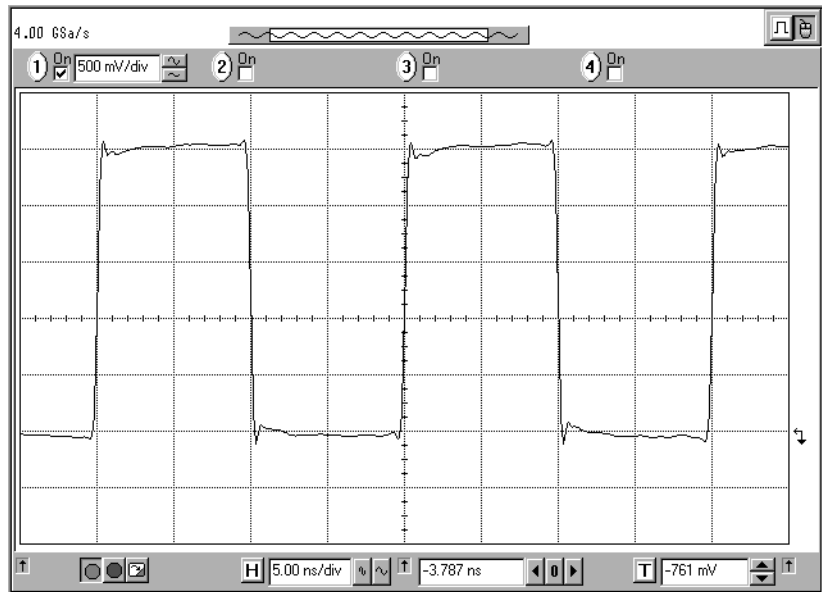 4.00 GSa/s
1 On 500 mV/div 2 On 3 On 4 On
H 5.00 ns/div -3.787 ns 0 T -761 mV